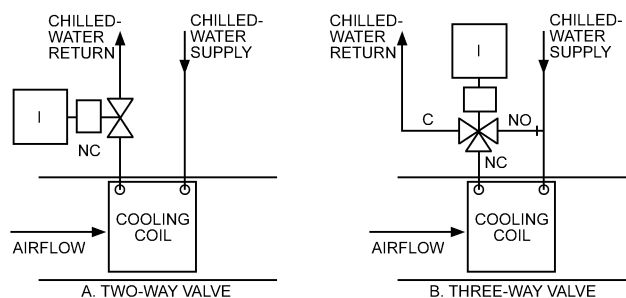 CHILLED-
WATER
RETURN
CHILLED-
WATER
SUPPLY
I
NC
COOLING
COIL
AIRFLOW
A. TWO-WAY VALVE
CHILLED-
WATER
RETURN
CHILLED-
WATER
SUPPLY
I
C
NO
NC
COOLING
COIL
AIRFLOW
B. THREE-WAY VALVE